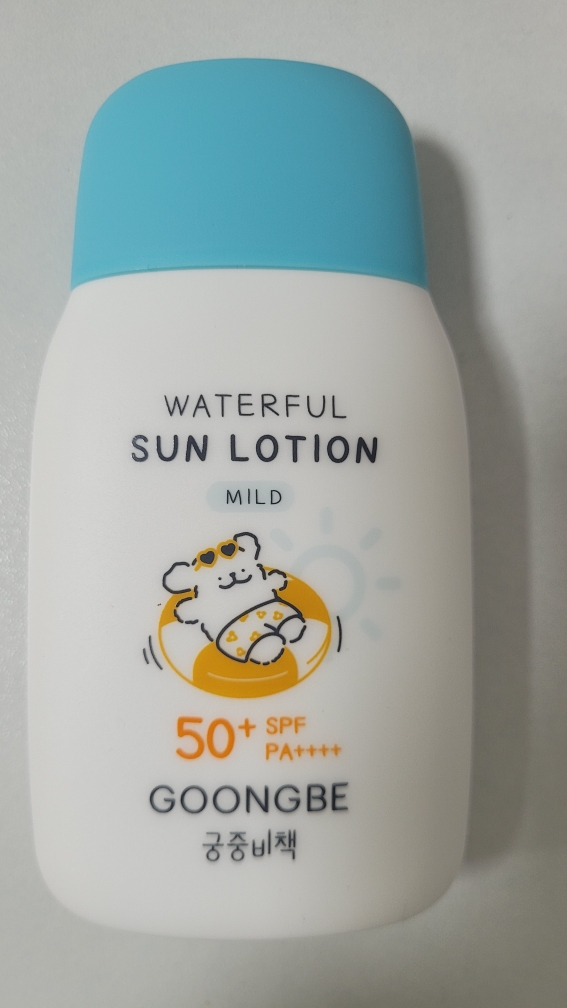 WATERFUL
SUN LOTION
MILD
50+ SPF
PA++++
GOONGBE
궁중비책